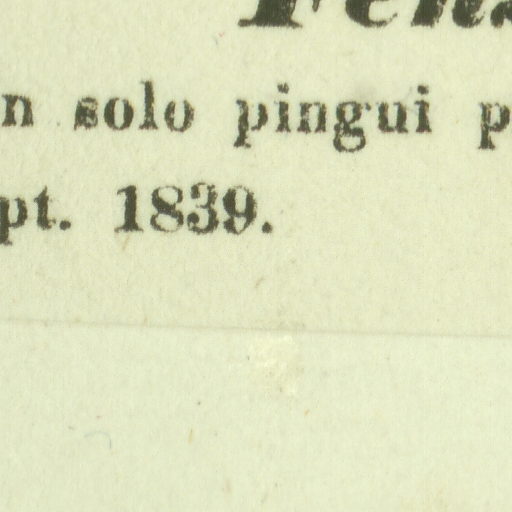 n solo pingui p
pt. 1839.